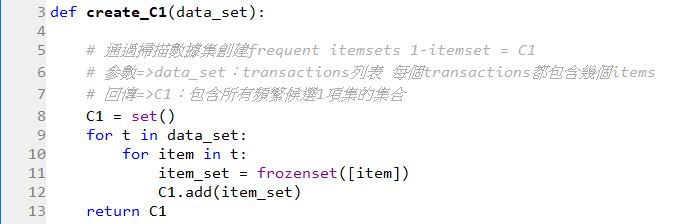 3 def create_C1(data_set):
4
5 # 通過掃描數據集創建frequent itemsets 1-itemset = C1
6 # 參數=>data_set：transactions列表 每個transactions都包含幾個items
7 # 回傳=>C1：包含所有頻繁候選1項集的集合
8 C1 = set()
9 for t in data_set:
10 for item in t:
11 item_set = frozenset([item])
12 C1.add(item_set)
13 return C1